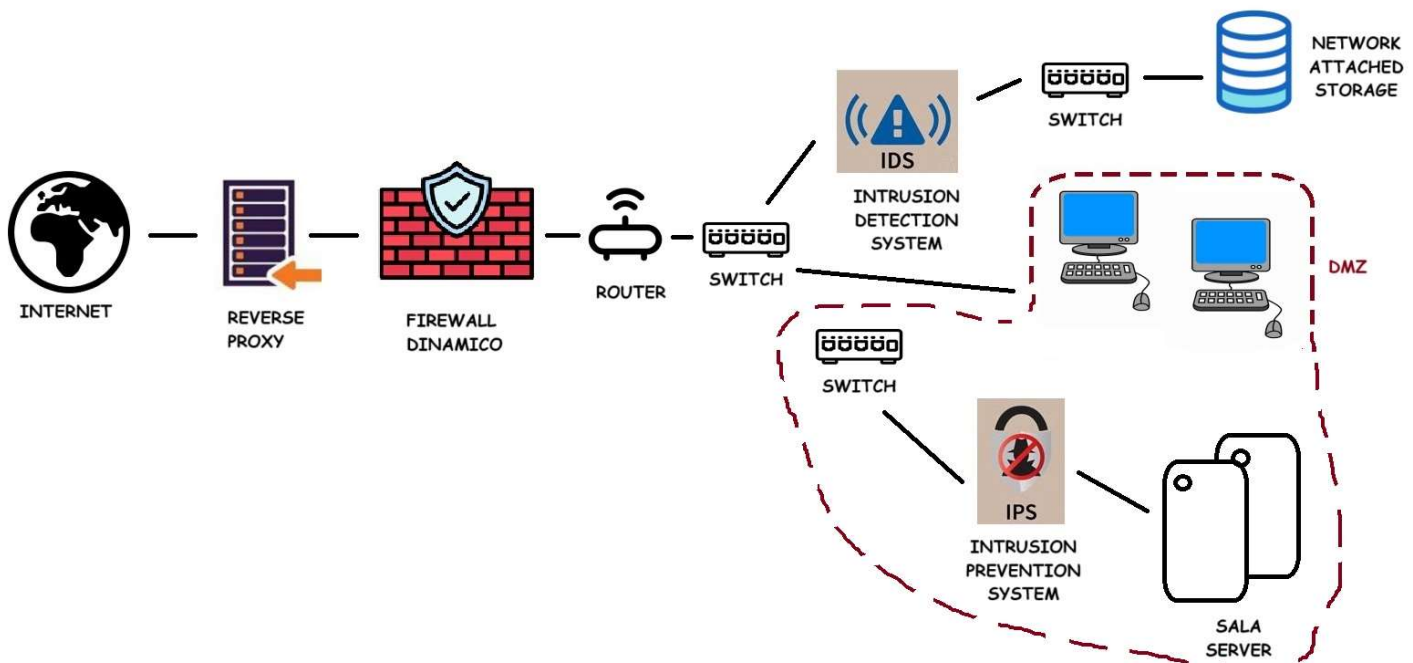 INTERNET
REVERSE
PROXY
FIREWALL
DINAMICO
ROUTER
SWITCH
IDS
INTRUSION
DETECTION
SYSTEM
SWITCH
NETWORK
ATTACHED
STORAGE
DMZ
SWITCH
IPS
INTRUSION
PREVENTION
SYSTEM
SALA
SERVER